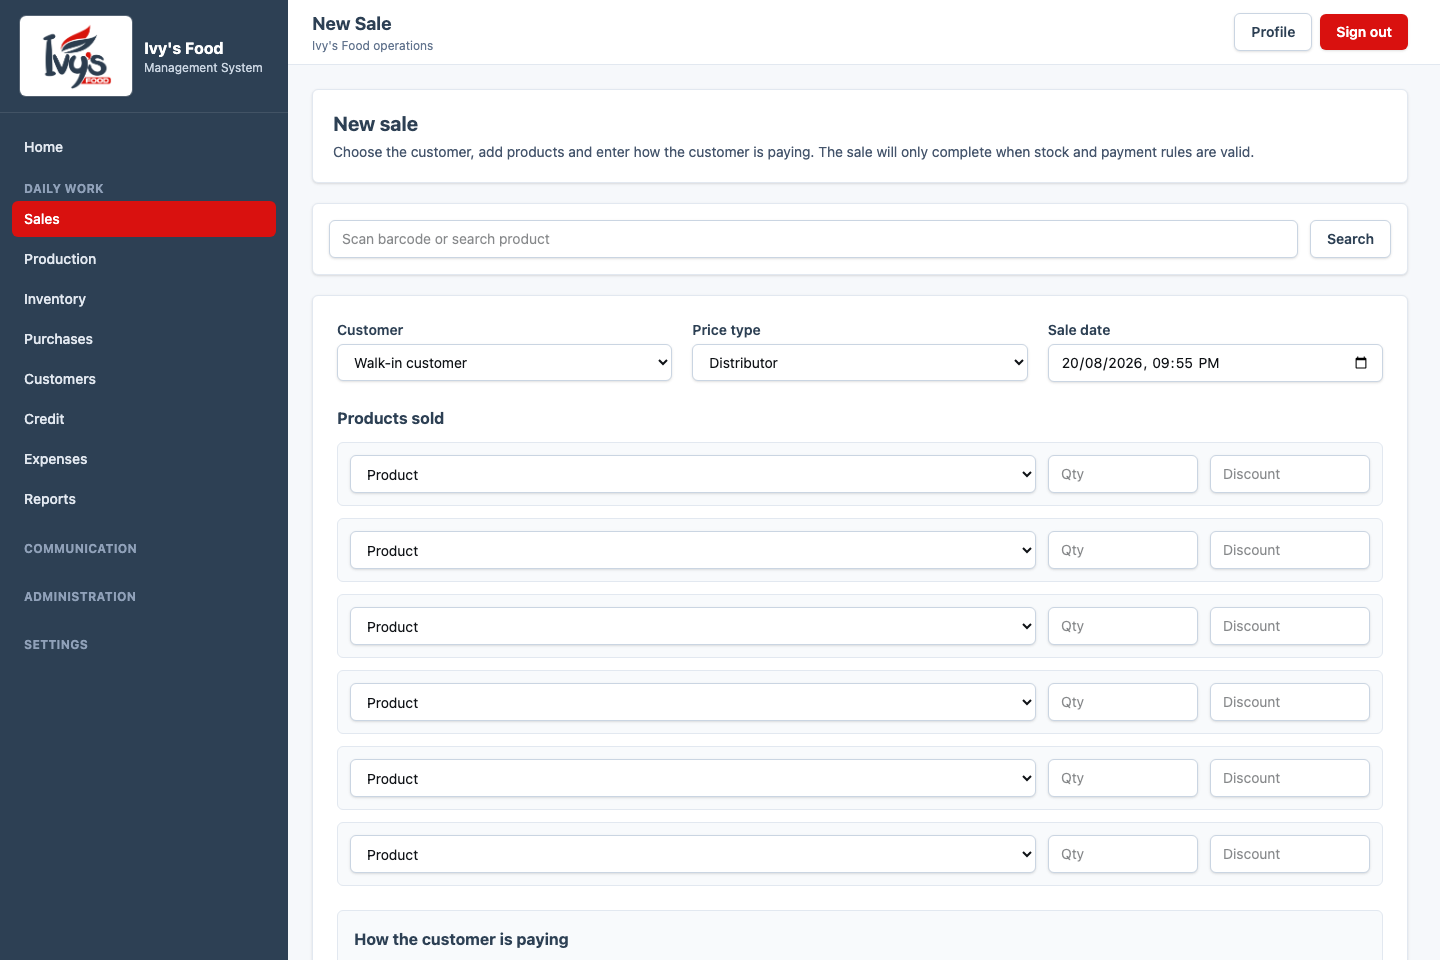 Ivy's
FOOD
Ivy's Food
Management System
New Sale
Ivy's Food operations
Profile
Sign out
Home
DAILY WORK
Sales
Production
Inventory
Purchases
Customers
Credit
Expenses
Reports
COMMUNICATION
ADMINISTRATION
SETTINGS
New sale
Choose the customer, add products and enter how the customer is paying. The sale will only complete when stock and payment rules are valid.
Scan barcode or search product
Search
Customer
Price type
Sale date
Walk-in customer
Distributor
20/08/2026, 09:55 PM
Products sold
Product
Qty
Discount
Product
Qty
Discount
Product
Qty
Discount
Product
Qty
Discount
Product
Qty
Discount
Product
Qty
Discount
How the customer is paying